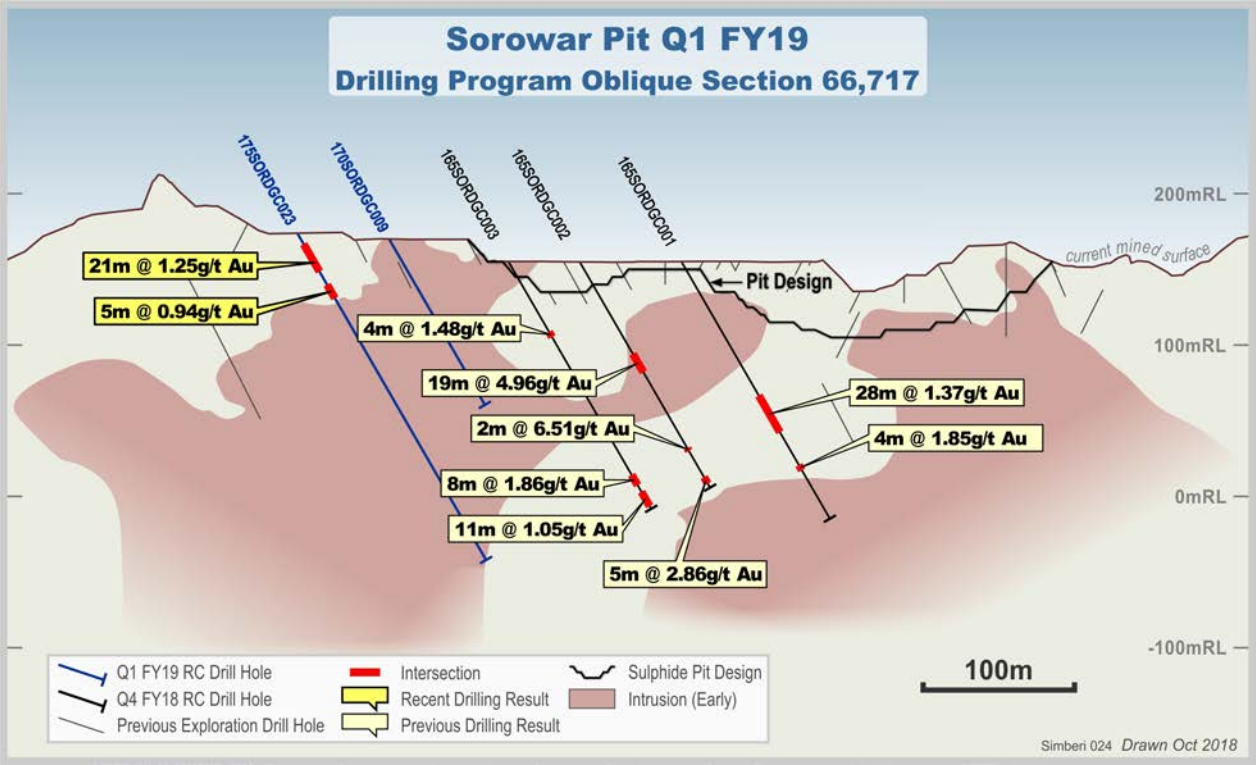 Sorowar Pit Q1 FY19
Drilling Program Oblique Section 66,717
175SORDGC023
170SORDGC009
165SORDGC003
165SORDGC002
165SORDGC001
200mRL
current mined surface
21m @ 1.25g/t Au
5m @ 0.94g/t Au
Pit Design
4m @ 1.48g/t Au
100mRL
19m @ 4.96g/t Au
28m @ 1.37g/t Au
2m @ 6.51g/t Au
4m @ 1.85g/t Au
8m @ 1.86g/t Au
0mRL
11m @ 1.05g/t Au
5m @ 2.86g/t Au
-100mRL
Q1 FY19 RC Drill Hole
Q4 FY18 RC Drill Hole
Previous Exploration Drill Hole
Intersection
Recent Drilling Result
Previous Drilling Result
Sulphide Pit Design
Intrusion (Early)
100m
Simberi 024 Drawn Oct 2018